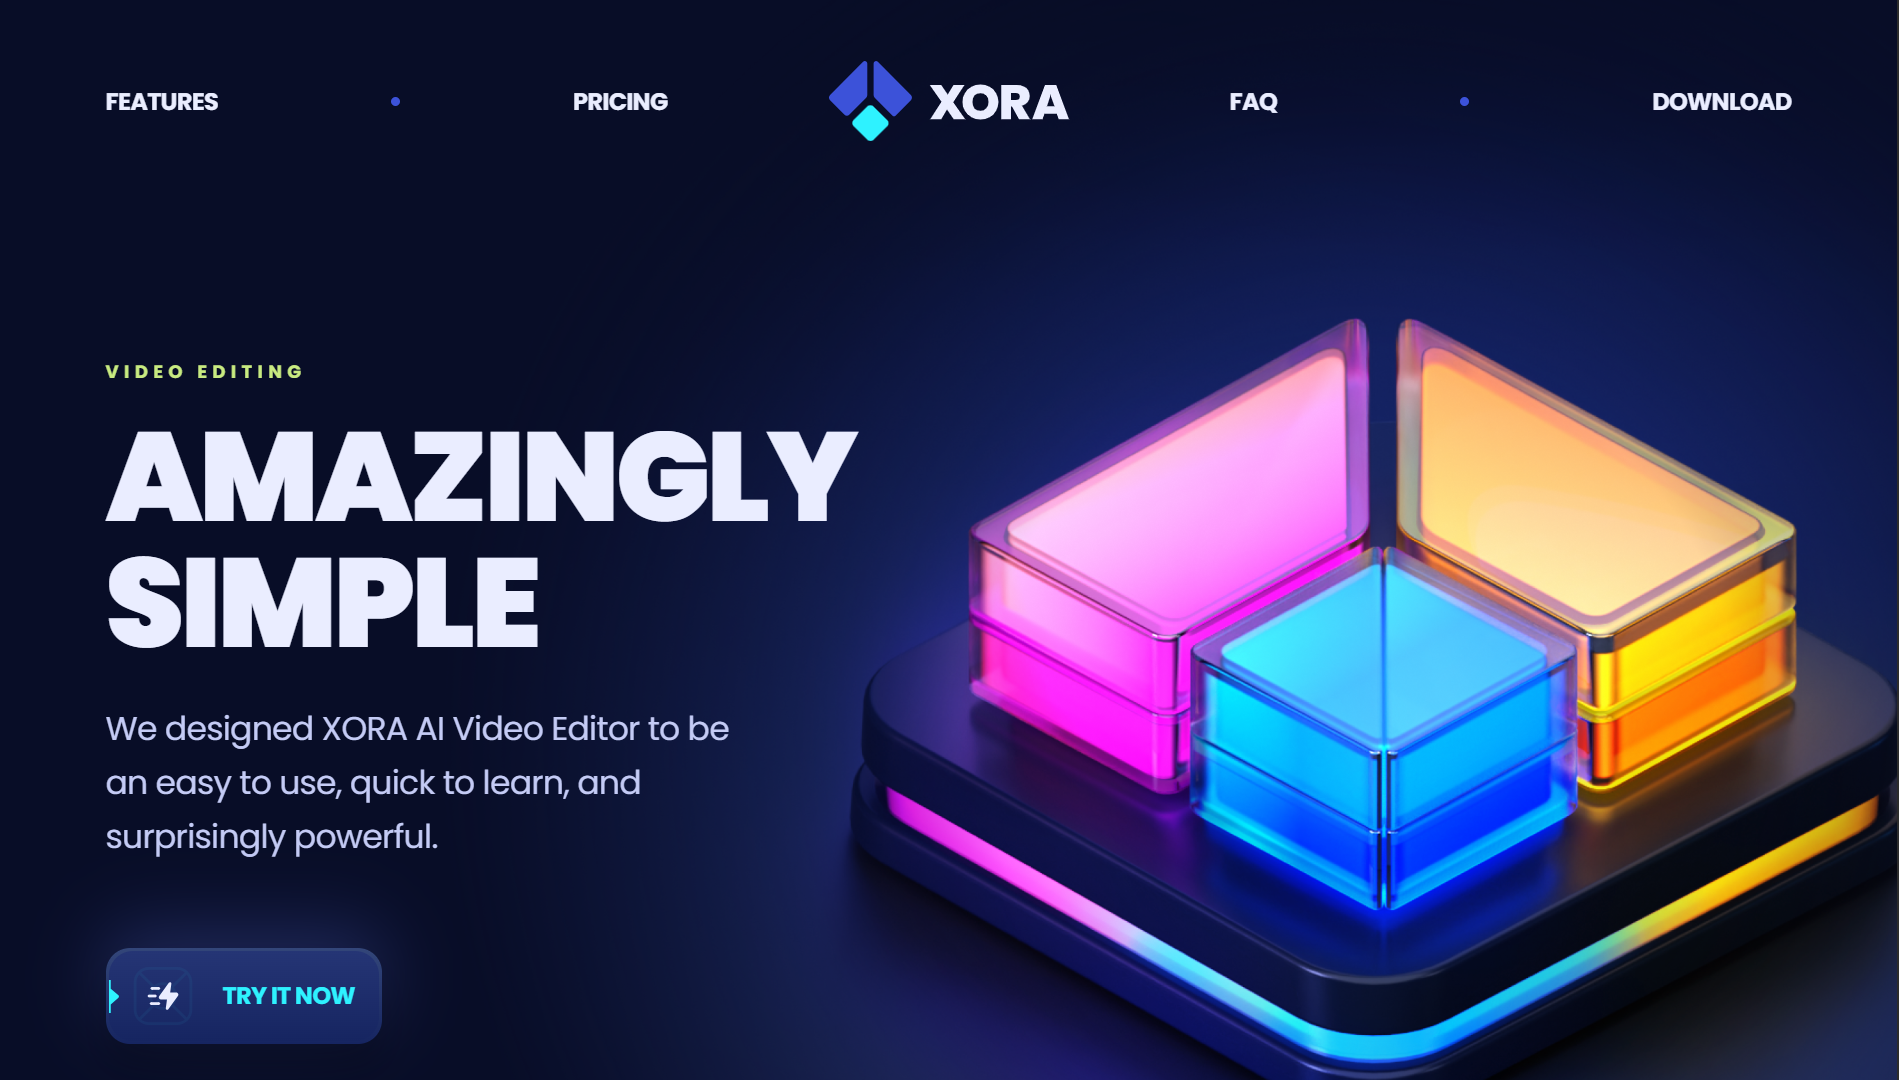 FEATURES
PRICING
XORA
FAQ
DOWNLOAD
VIDEO EDITING
AMAZINGLY
SIMPLE
We designed XORA AI Video Editor to be
an easy to use, quick to learn, and
surprisingly powerful.
TRY IT NOW